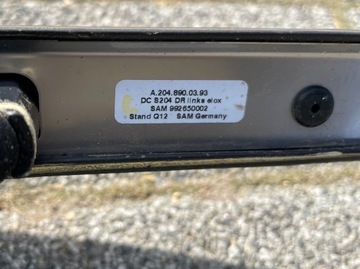 A.204.890.03.93
DC S204 DR links elox
SAM 992650002
Stand Q12 SAM Germany